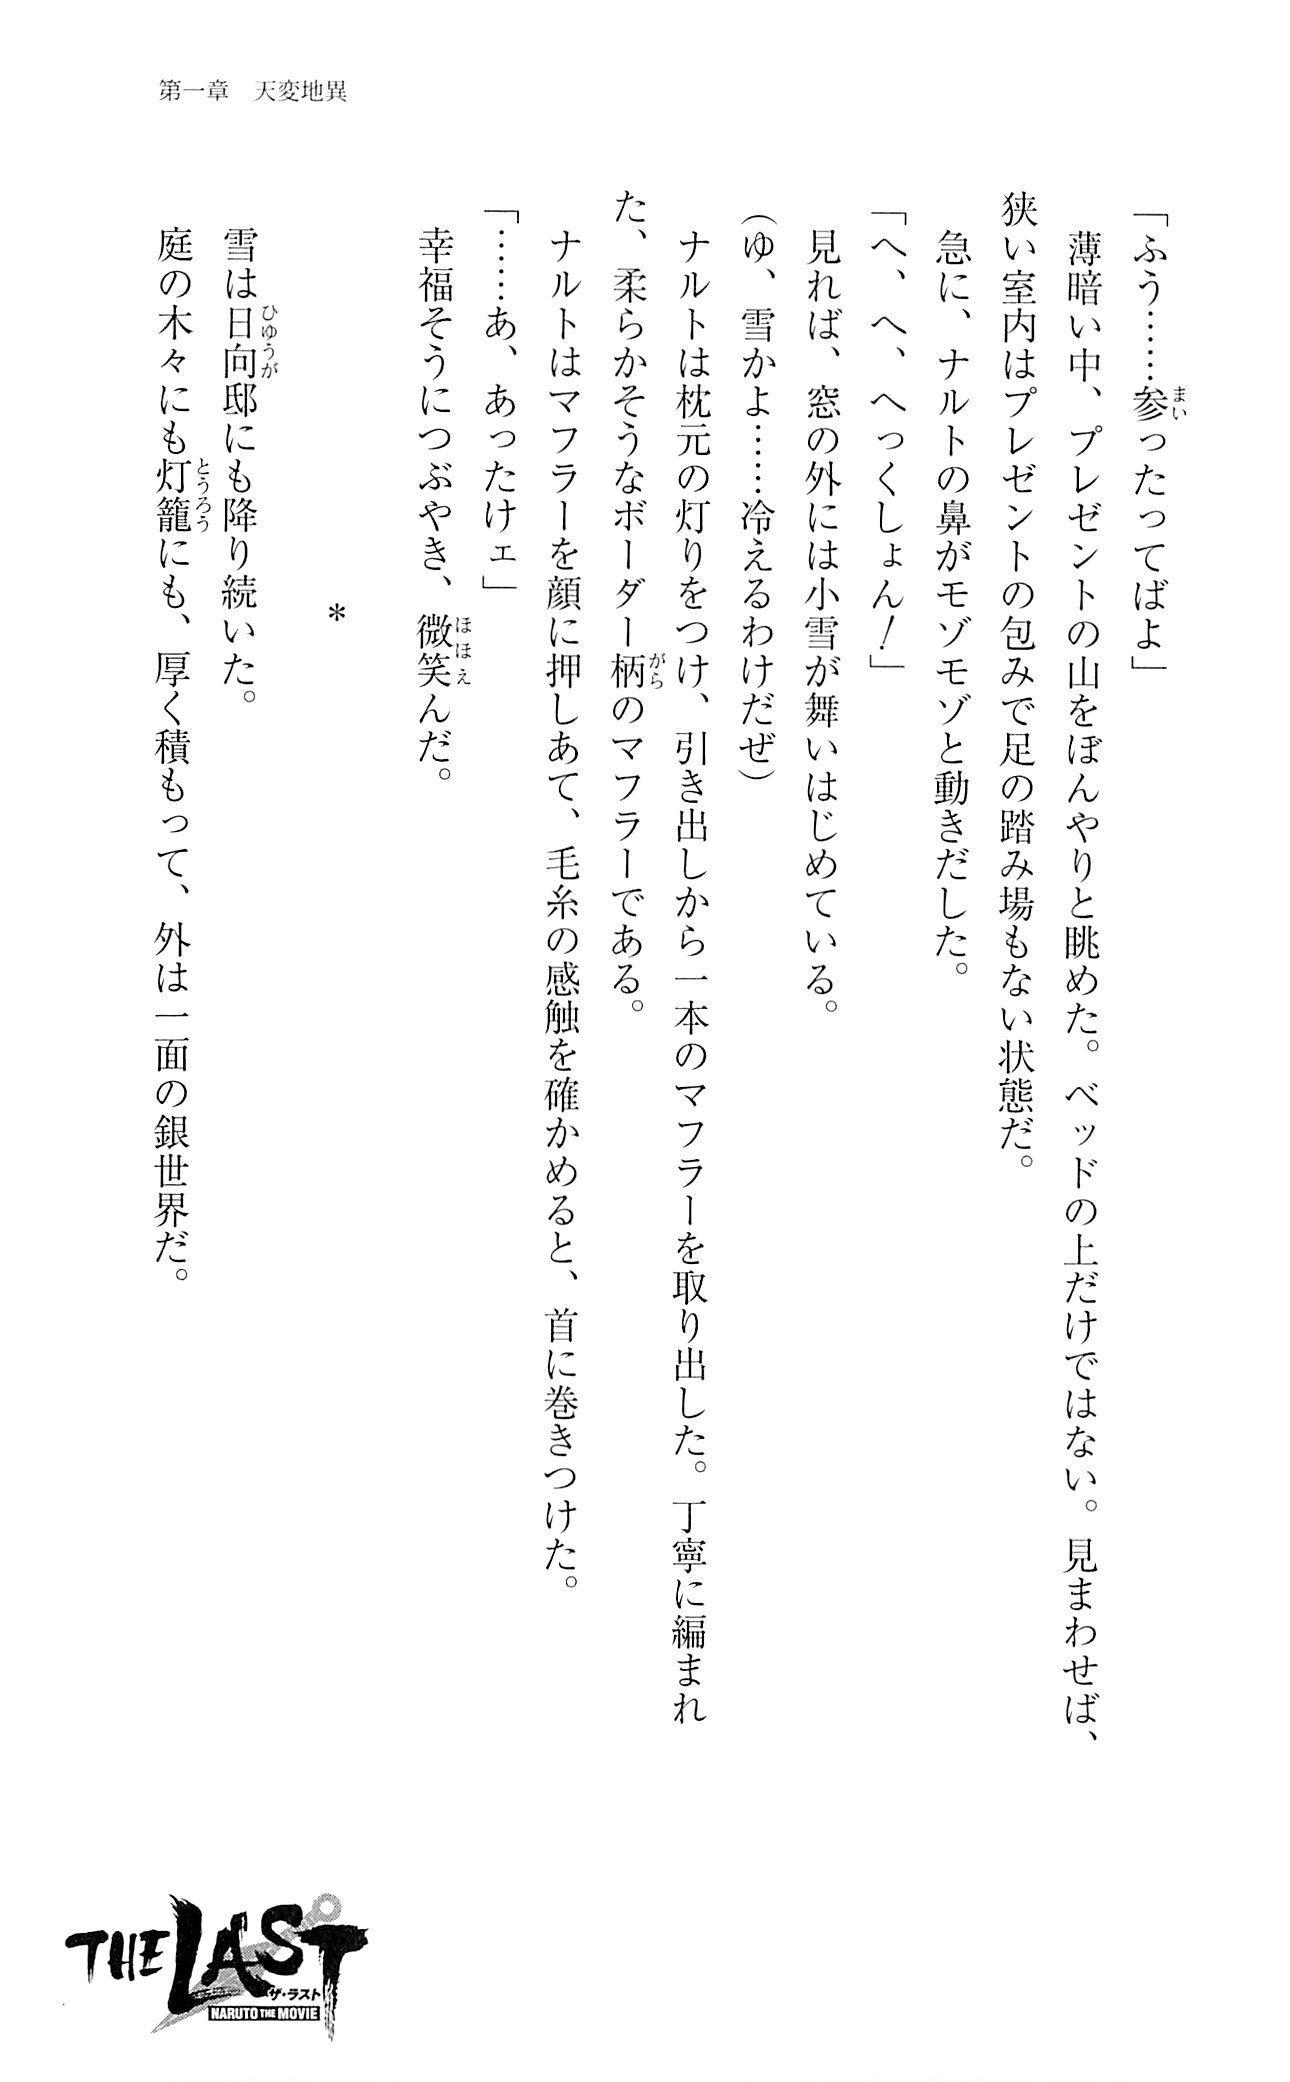 第一章　天変地異
「ふう……参ったってばよ」
薄暗い中、プレゼントの山をぼんやりと眺めた。ベッドの上だけではない。見まわせば、
狭い室内はプレゼントの包みで足の踏み場もない状態だ。
急に、ナルトの鼻がモゾモゾと動きだした。
「へ、へ、へっくしょん！」
見れば、窓の外には小雪が舞いはじめている。
（ゆ、雪かよ……冷えるわけだぜ）
ナルトは枕元の灯りをつけ、引き出しから一本のマフラーを取り出した。丁寧に編まれ
た、柔らかそうなボーダー柄のマフラーである。
ナルトはマフラーを顔に押しあて、毛糸の感触を確かめると、首に巻きつけた。
「……あ、あったけェ」
幸福そうにつぶやき、微笑んだ。
＊
雪は日向邸にも降り続いた。
庭の木々にも灯籠にも、厚く積もって、外は一面の銀世界だ。
まい
がら
ほほえ
ひゆうが
とうろう
THE LAST
ザ・ラスト
NARUTO THE MOVIE